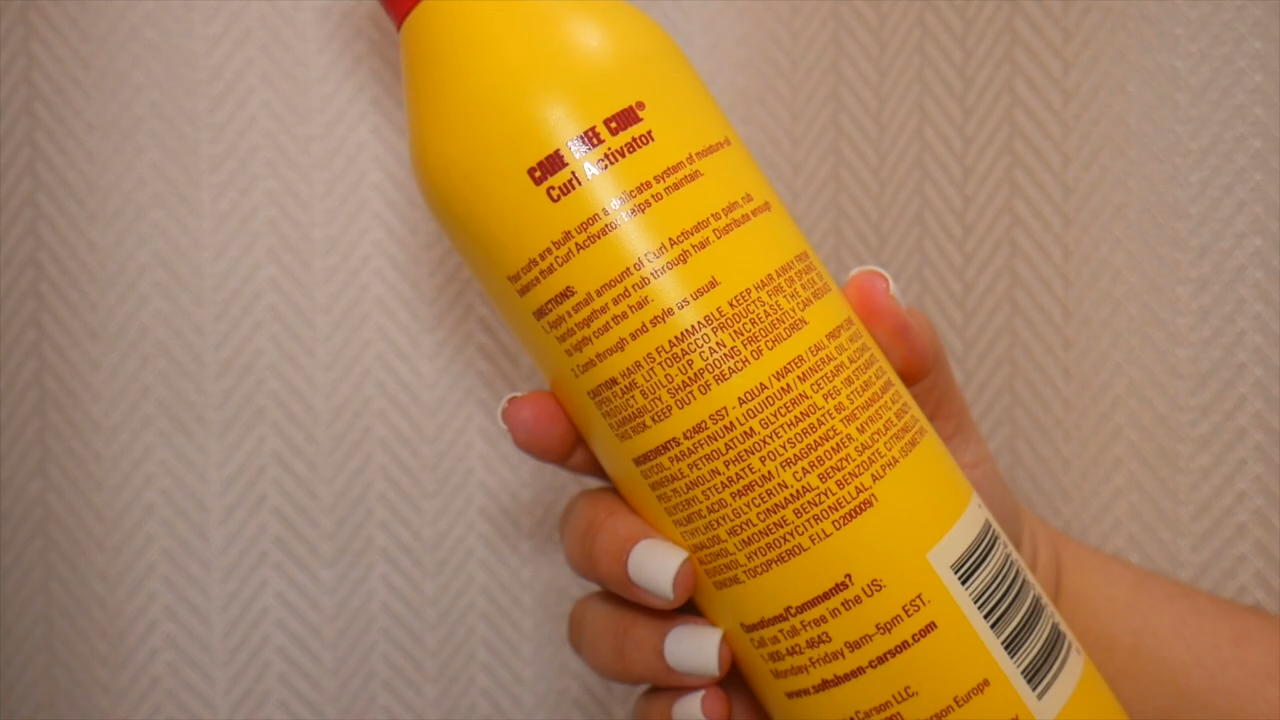 CARE FREE CURL®
Curl Activator
Your curls are built upon a delicate system of moisture-oil
balance that Curl Activator helps to maintain.
DIRECTIONS:
1. Apply a small amount of Curl Activator to palm, rub
hands together and rub through hair. Distribute enough
to lightly coat the hair.
2. Comb through and style as usual.
CAUTION: HAIR IS FLAMMABLE. KEEP HAIR AWAY FROM
OPEN FLAME, LIT TOBACCO PRODUCTS, FIRE OR SPARKS.
PRODUCT BUILD-UP CAN INCREASE THE RISK OF
FLAMMABILITY. SHAMPOOING FREQUENTLY CAN REDUCE
THIS RISK. KEEP OUT OF REACH OF CHILDREN.
INGREDIENTS: 42482 SS7 - AQUA / WATER / EAU, PROPYLENE
GLYCOL, PARAFFINUM LIQUIDUM / MINERAL OIL / HUILE
MINERALE, PETROLATUM, GLYCERIN, CETEARYL ALCOHOL,
PEG-75 LANOLIN, PHENOXYETHANOL, PEG-100 STEARATE,
GLYCERYL STEARATE, POLYSORBATE 60, STEARIC ACID,
PALMITIC ACID, PARFUM / FRAGRANCE, TRIETHANOLAMINE,
ETHYLHEXYLGLYCERIN, CARBOMER, MYRISTIC ACID,
LINALOOL, HEXYL CINNAMAL, BENZYL SALICYLATE, BENZYL
ALCOHOL, LIMONENE, BENZYL BENZOATE, CITRONELLOL,
EUGENOL, HYDROXYCITRONELLAL, ALPHA-ISOMETHYL
IONONE, TOCOPHEROL. F.I.L. D20009/1
Questions/Comments?
Call us Toll-Free in the US:
1-800-442-4643
Monday-Friday 9am–5pm EST.
www.softsheen-carson.com
Carson LLC,
Carson Europe